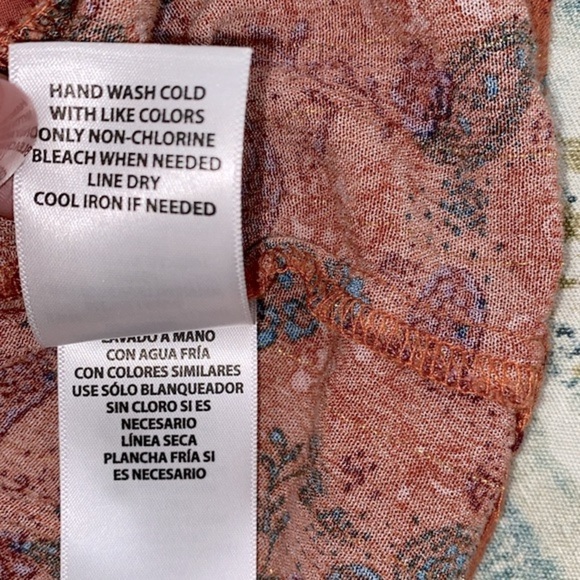 HAND WASH COLD
WITH LIKE COLORS
ONLY NON-CHLORINE
BLEACH WHEN NEEDED
LINE DRY
COOL IRON IF NEEDED
LAVADO A MANO
CON AGUA FRÍA
CON COLORES SIMILARES
USE SÓLO BLANQUEADOR
SIN CLORO SI ES
NECESARIO
LÍNEA SECA
PLANCHA FRÍA SI
ES NECESARIO